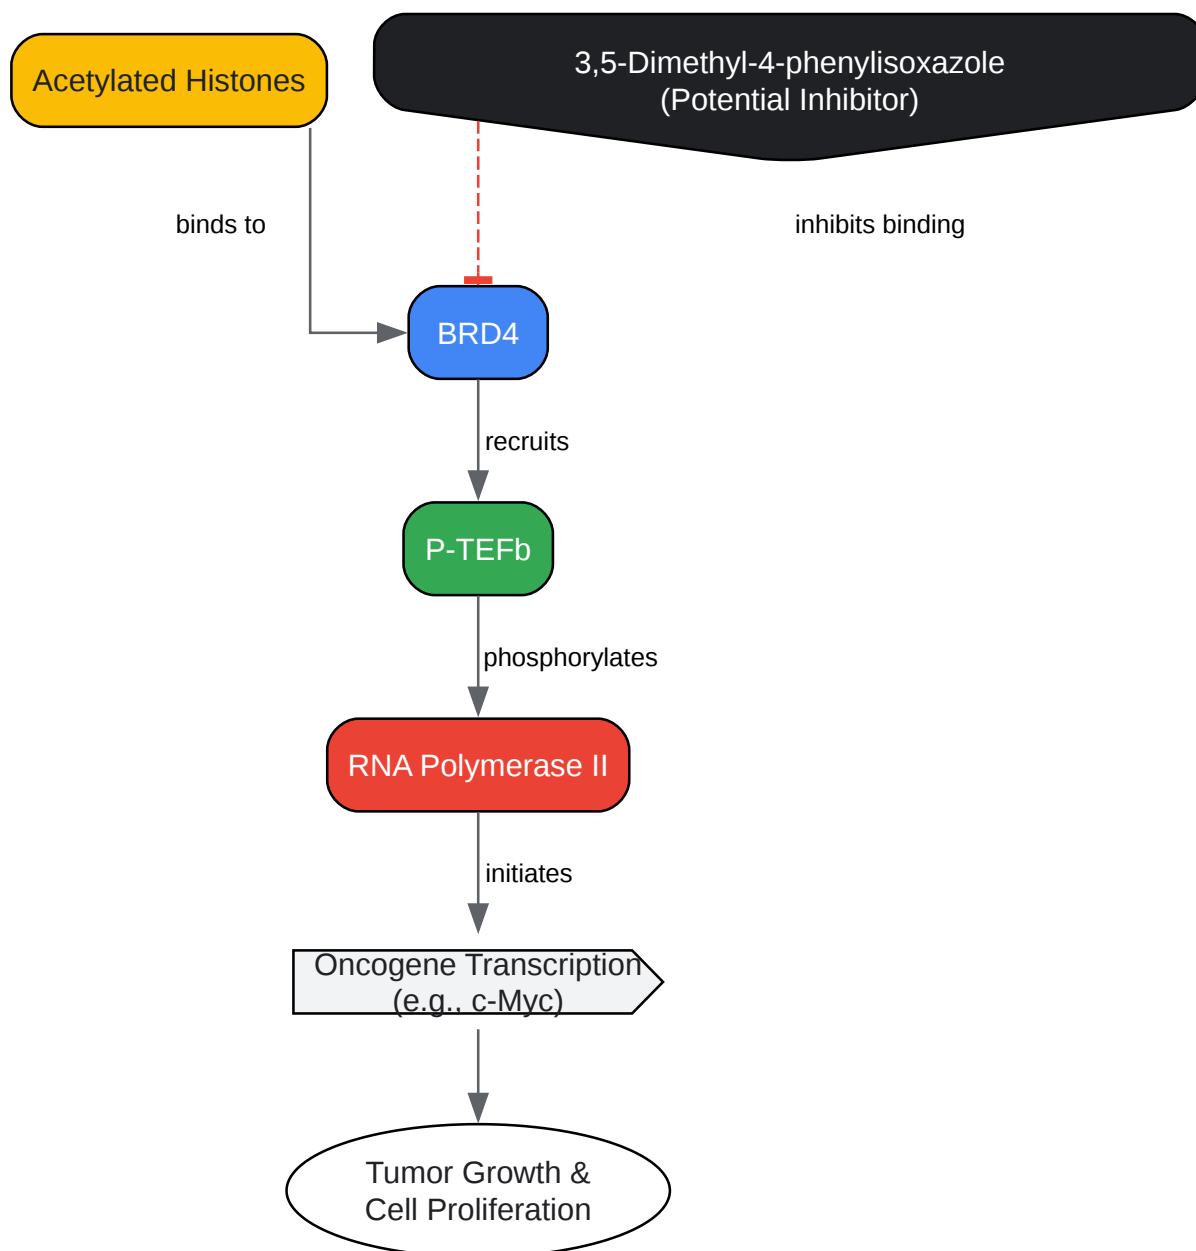 Acetylated Histones
3,5-Dimethyl-4-phenylisoxazole
(Potential Inhibitor)
binds to
inhibits binding
BRD4
recruits
P-TEFb
phosphorylates
RNA Polymerase II
initiates
Oncogene Transcription
(e.g., c-Myc)
Tumor Growth &
Cell Proliferation